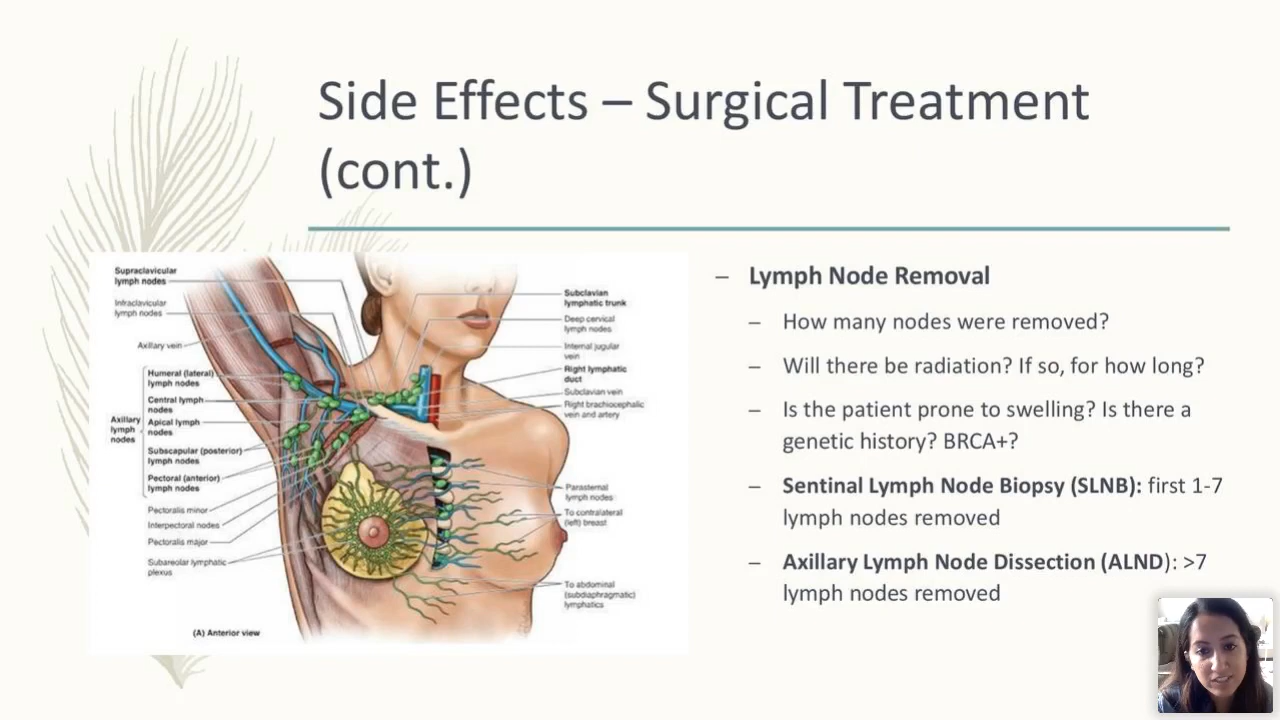 Side Effects – Surgical Treatment
(cont.)
Supraclavicular
lymph nodes
Infraclavicular
lymph nodes
Axillary vein
Humeral (lateral)
lymph nodes
Central lymph
nodes
Axillary
lymph
nodes
Apical lymph
nodes
Subscapular (posterior)
lymph nodes
Pectoral (anterior)
lymph nodes
Pectoralis minor
Interpectoral nodes
Pectoralis major
Subareolar lymphatic
plexus
(A) Anterior view
Subclavian
lymphatic trunk
Deep cervical
lymph nodes
Internal jugular
vein
Right lymphatic
duct
Subclavian vein
Right brachiocephalic
vein and artery
Parasternal
lymph nodes
To contralateral
(left) breast
To abdominal
(subdiaphragmatic)
lymphatics
– Lymph Node Removal
– How many nodes were removed?
– Will there be radiation? If so, for how long?
– Is the patient prone to swelling? Is there a
genetic history? BRCA+?
– Sentinal Lymph Node Biopsy (SLNB): first 1-7
lymph nodes removed
– Axillary Lymph Node Dissection (ALND): >7
lymph nodes removed